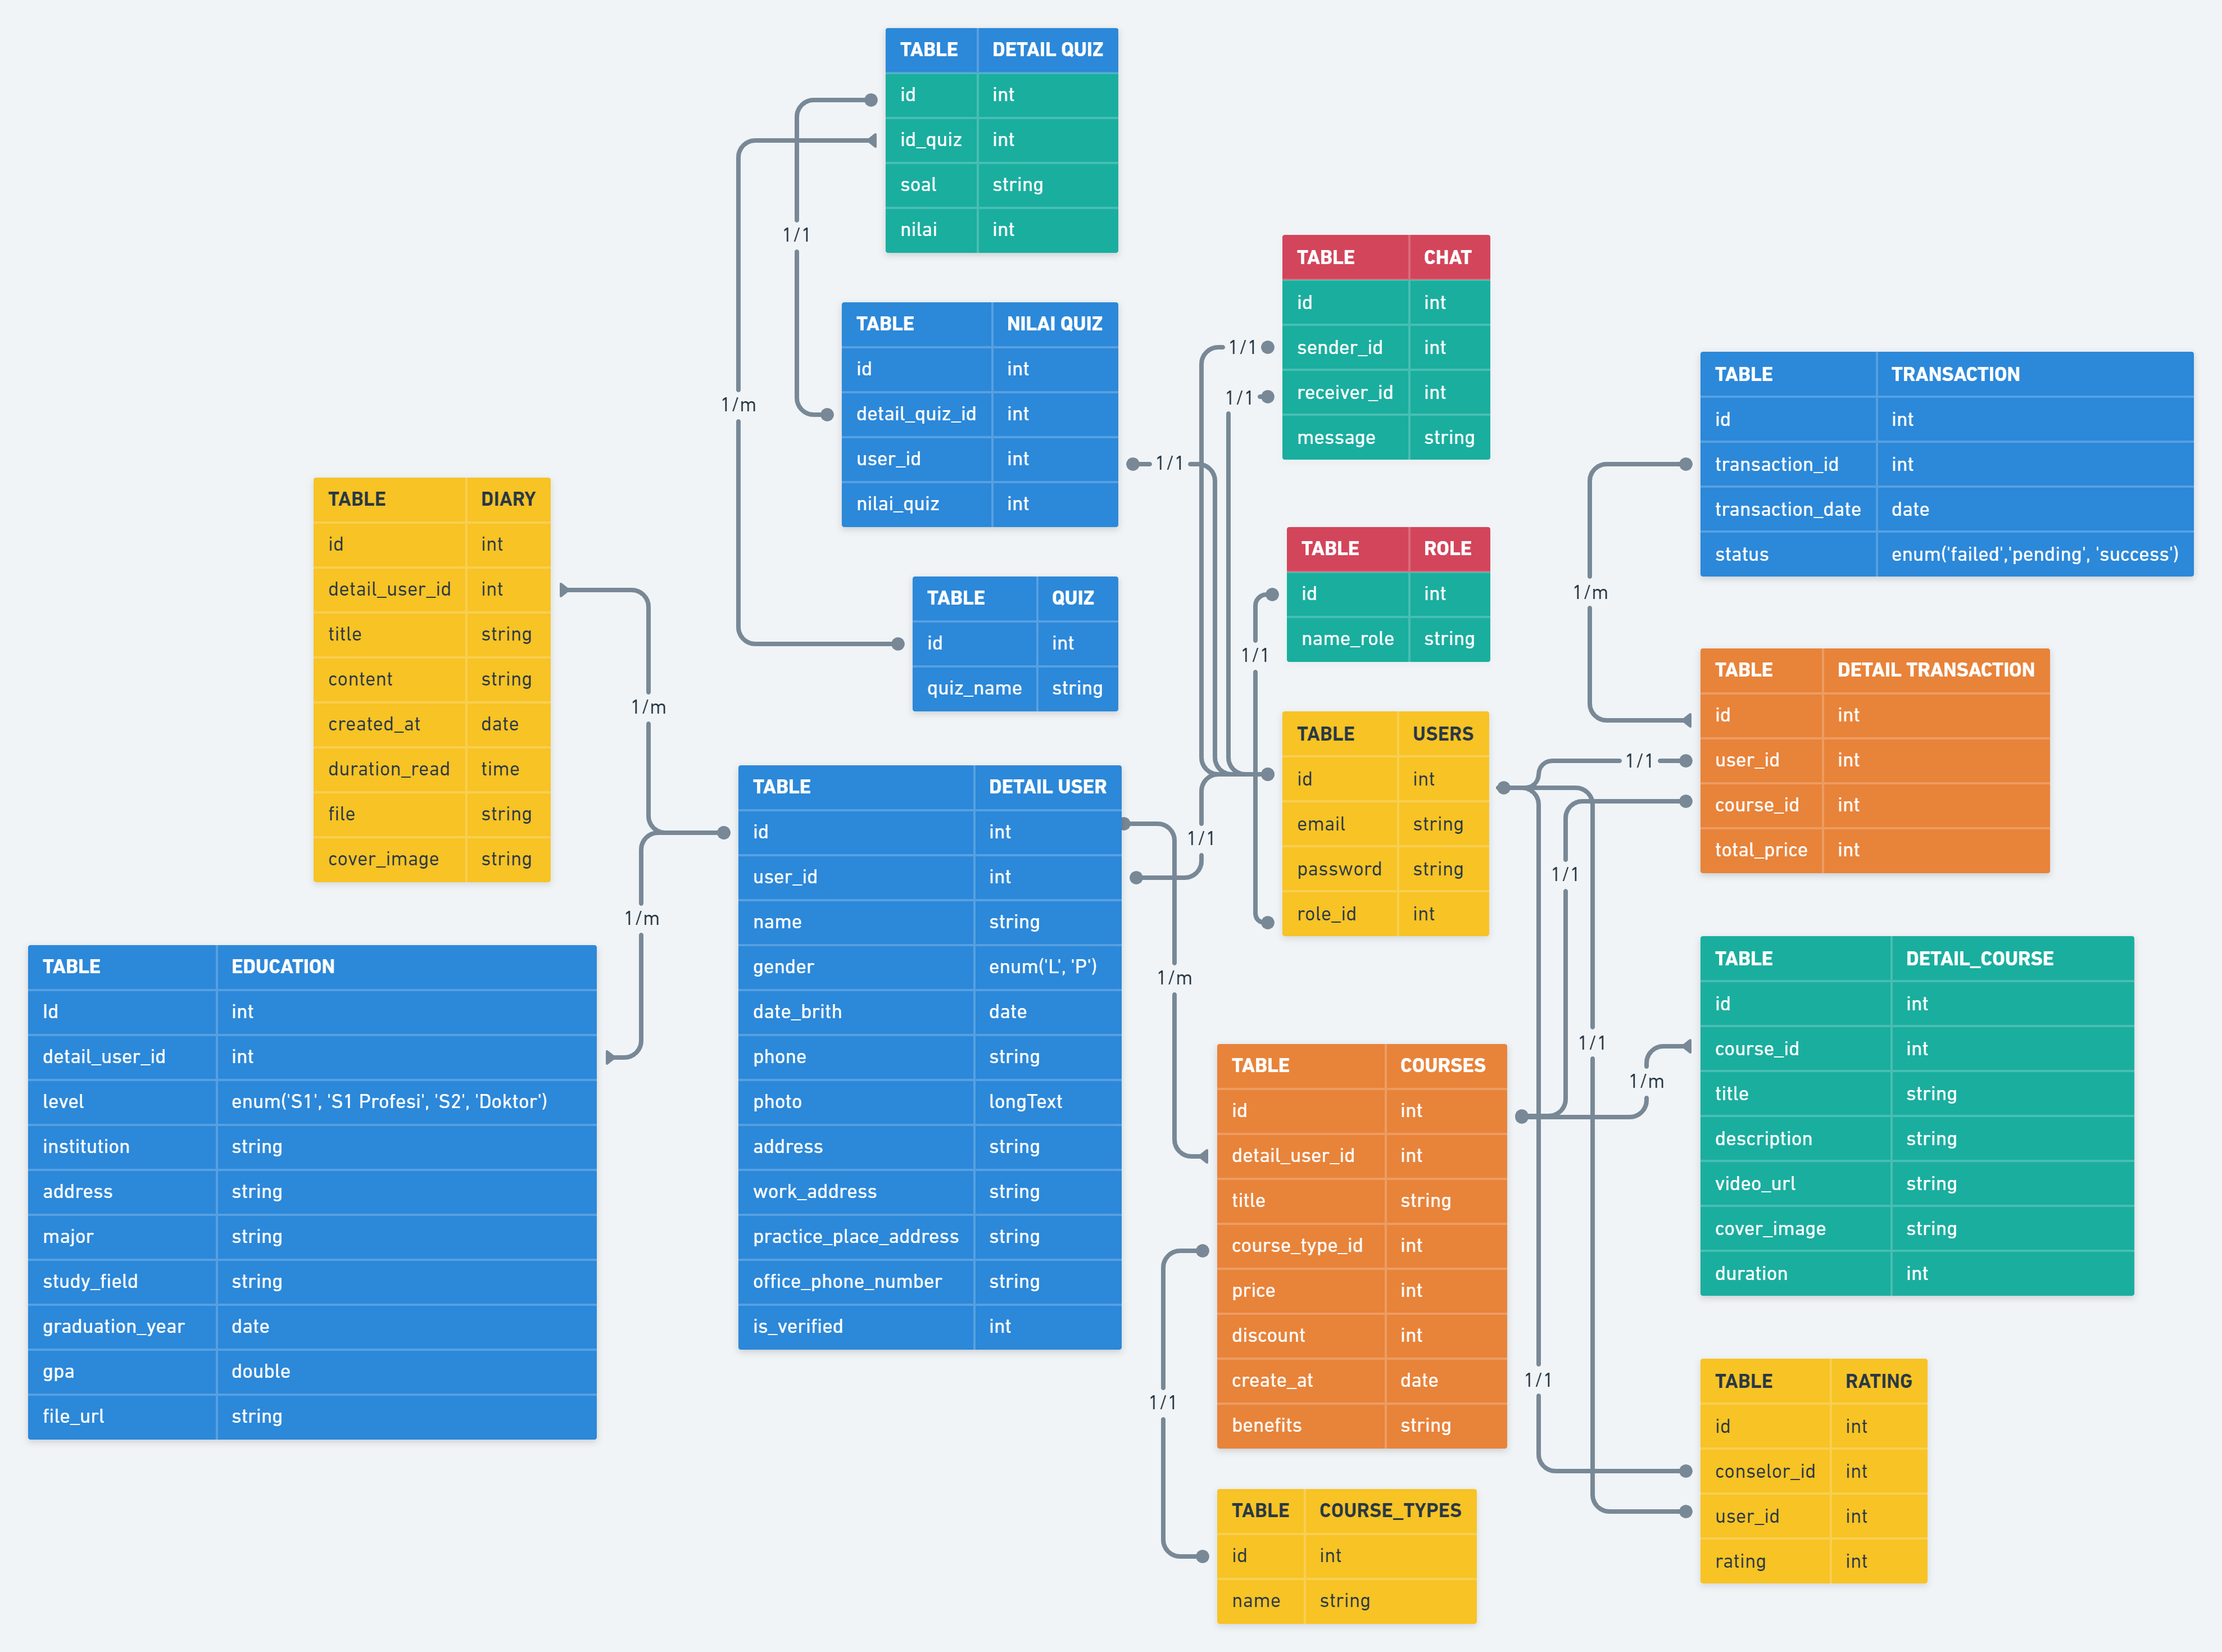 TABLE DETAIL QUIZ
id int
id_quiz int
soal string
nilai int
1/1
1/m
TABLE NILAI QUIZ
id int
detail_quiz_id int
user_id int
nilai_quiz int
1/1
TABLE QUIZ
id int
quiz_name string
TABLE CHAT
id int
sender_id int
receiver_id int
message string
1/1
1/1
TABLE ROLE
id int
name_role string
1/1
TABLE USERS
id int
email string
password string
role_id int
TABLE TRANSACTION
id int
transaction_id int
transaction_date date
status enum('failed','pending', 'success')
1/m
TABLE DETAIL TRANSACTION
id int
user_id int
course_id int
total_price int
1/1
1/1
TABLE DIARY
id int
detail_user_id int
title string
content string
created_at date
duration_read time
file string
cover_image string
1/m
1/m
TABLE EDUCATION
Id int
detail_user_id int
level enum('S1', 'S1 Profesi', 'S2', 'Doktor')
institution string
address string
major string
study_field string
graduation_year date
gpa double
file_url string
TABLE DETAIL USER
id int
user_id int
name string
gender enum('L', 'P')
date_brith date
phone string
photo longText
address string
work_address string
practice_place_address string
office_phone_number string
is_verified int
1/1
1/m
TABLE COURSES
id int
detail_user_id int
title string
course_type_id int
price int
discount int
create_at date
benefits string
1/1
TABLE COURSE_TYPES
id int
name string
TABLE DETAIL_COURSE
id int
course_id int
title string
description string
video_url string
cover_image string
duration int
1/m
1/1
1/1
TABLE RATING
id int
conselor_id int
user_id int
rating int